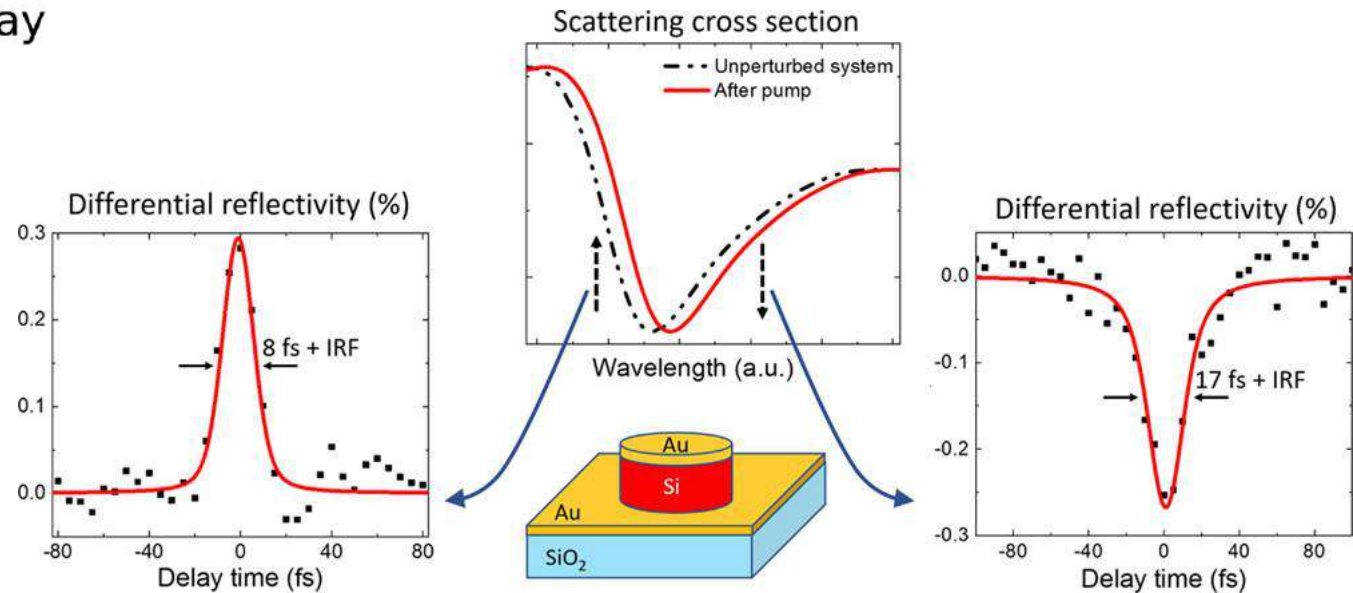 ay
Scattering cross section
Unperturbed system
After pump
Wavelength (a.u.)
Differential reflectivity (%)
0.3
0.2
0.1
0.0
8 fs + IRF
-80
-40
0
40
80
Delay time (fs)
Au
Si
Au
SiO₂
Differential reflectivity (%)
0.0
-0.1
-0.2
-0.3
17 fs + IRF
-80
-40
0
40
80
Delay time (fs)